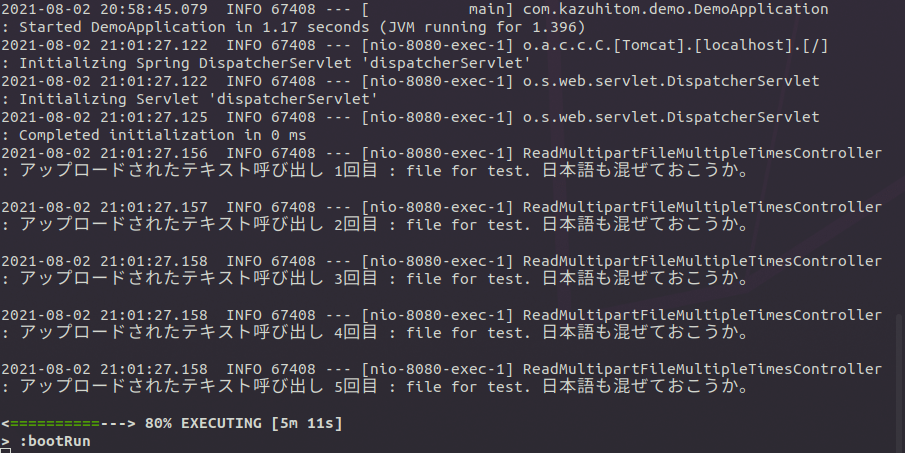 2021-08-02 20:58:45.079  INFO 67408 --- [           main] com.kazuhitom.demo.DemoApplication
: Started DemoApplication in 1.17 seconds (JVM running for 1.396)
2021-08-02 21:01:27.122  INFO 67408 --- [nio-8080-exec-1] o.a.c.c.C.[Tomcat].[localhost].[/]
: Initializing Spring DispatcherServlet 'dispatcherServlet'
2021-08-02 21:01:27.122  INFO 67408 --- [nio-8080-exec-1] o.s.web.servlet.DispatcherServlet
: Initializing Servlet 'dispatcherServlet'
2021-08-02 21:01:27.125  INFO 67408 --- [nio-8080-exec-1] o.s.web.servlet.DispatcherServlet
: Completed initialization in 0 ms
2021-08-02 21:01:27.156  INFO 67408 --- [nio-8080-exec-1] ReadMultipartFileMultipleTimesController
: アップロードされたテキスト呼び出し 1回目 : file for test. 日本語も混ぜておこうか。
2021-08-02 21:01:27.157  INFO 67408 --- [nio-8080-exec-1] ReadMultipartFileMultipleTimesController
: アップロードされたテキスト呼び出し 2回目 : file for test. 日本語も混ぜておこうか。
2021-08-02 21:01:27.158  INFO 67408 --- [nio-8080-exec-1] ReadMultipartFileMultipleTimesController
: アップロードされたテキスト呼び出し 3回目 : file for test. 日本語も混ぜておこうか。
2021-08-02 21:01:27.158  INFO 67408 --- [nio-8080-exec-1] ReadMultipartFileMultipleTimesController
: アップロードされたテキスト呼び出し 4回目 : file for test. 日本語も混ぜておこうか。
2021-08-02 21:01:27.158  INFO 67408 --- [nio-8080-exec-1] ReadMultipartFileMultipleTimesController
: アップロードされたテキスト呼び出し 5回目 : file for test. 日本語も混ぜておこうか。
<==========---> 80% EXECUTING [5m 11s]
> :bootRun